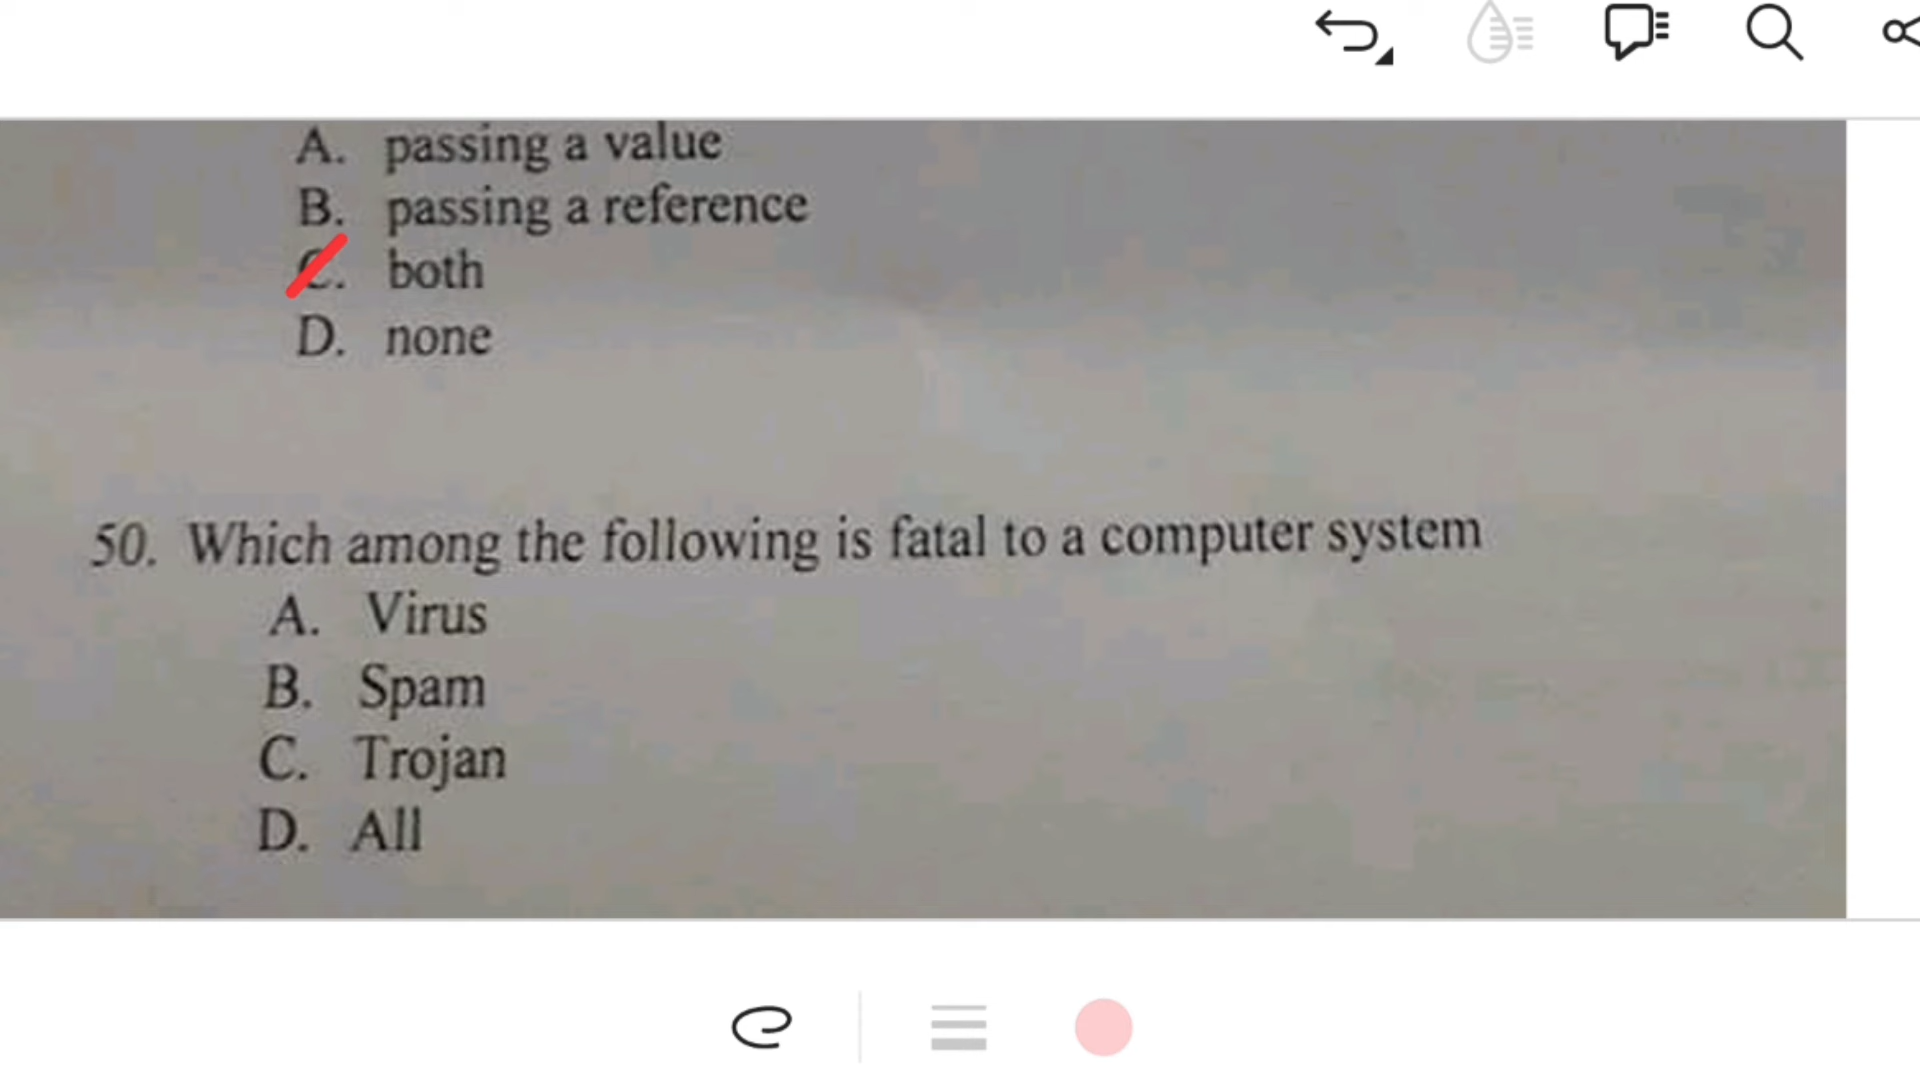 A. passing a value
B. passing a reference
C. both
D. none
50. Which among the following is fatal to a computer system
A. Virus
B. Spam
C. Trojan
D. All